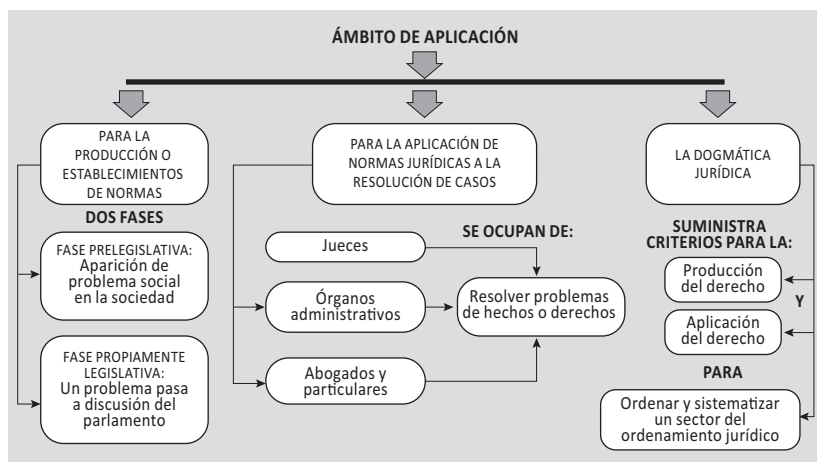 ÁMBITO DE APLICACIÓN
PARA LA
PRODUCCIÓN O
ESTABLECIMIENTOS
DE NORMAS
DOS FASES
FASE PRELEGISLATIVA:
Aparición de
problema social
en la sociedad
FASE PROPIAMENTE
LEGISLATIVA:
Un problema pasa
a discusión del
parlamento
PARA LA APLICACIÓN DE
NORMAS JURÍDICAS A LA
RESOLUCIÓN DE CASOS
Jueces
Órganos
administrativos
Abogados y
particulares
SE OCUPAN DE:
Resolver problemas
de hechos o derechos
LA DOGMÁTICA
JURÍDICA
SUMINISTRA
CRITERIOS PARA LA:
Producción
del derecho
Y
Aplicación
del derecho
PARA
Ordenar y sistematizar
un sector del
ordenamiento jurídico